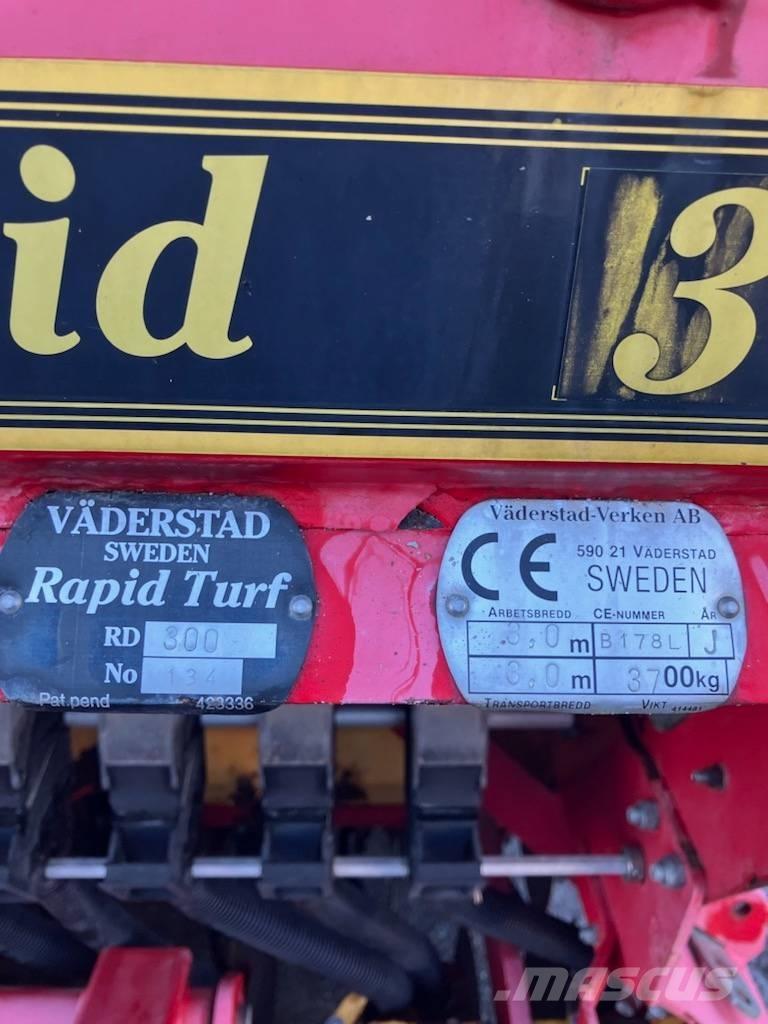 id 3
VÄDERSTAD
SWEDEN
Rapid Turf
RD 300
No 134
Pat.pend 423336
Väderstad-Verken AB
CE 590 21 VÄDERSTAD
SWEDEN
ARBETSBREDD CE-NUMMER ÅR
3,0 m B178L J
3,0 m 3700kg
TRANSPORTBREDD VIKT 414481
MASCUS